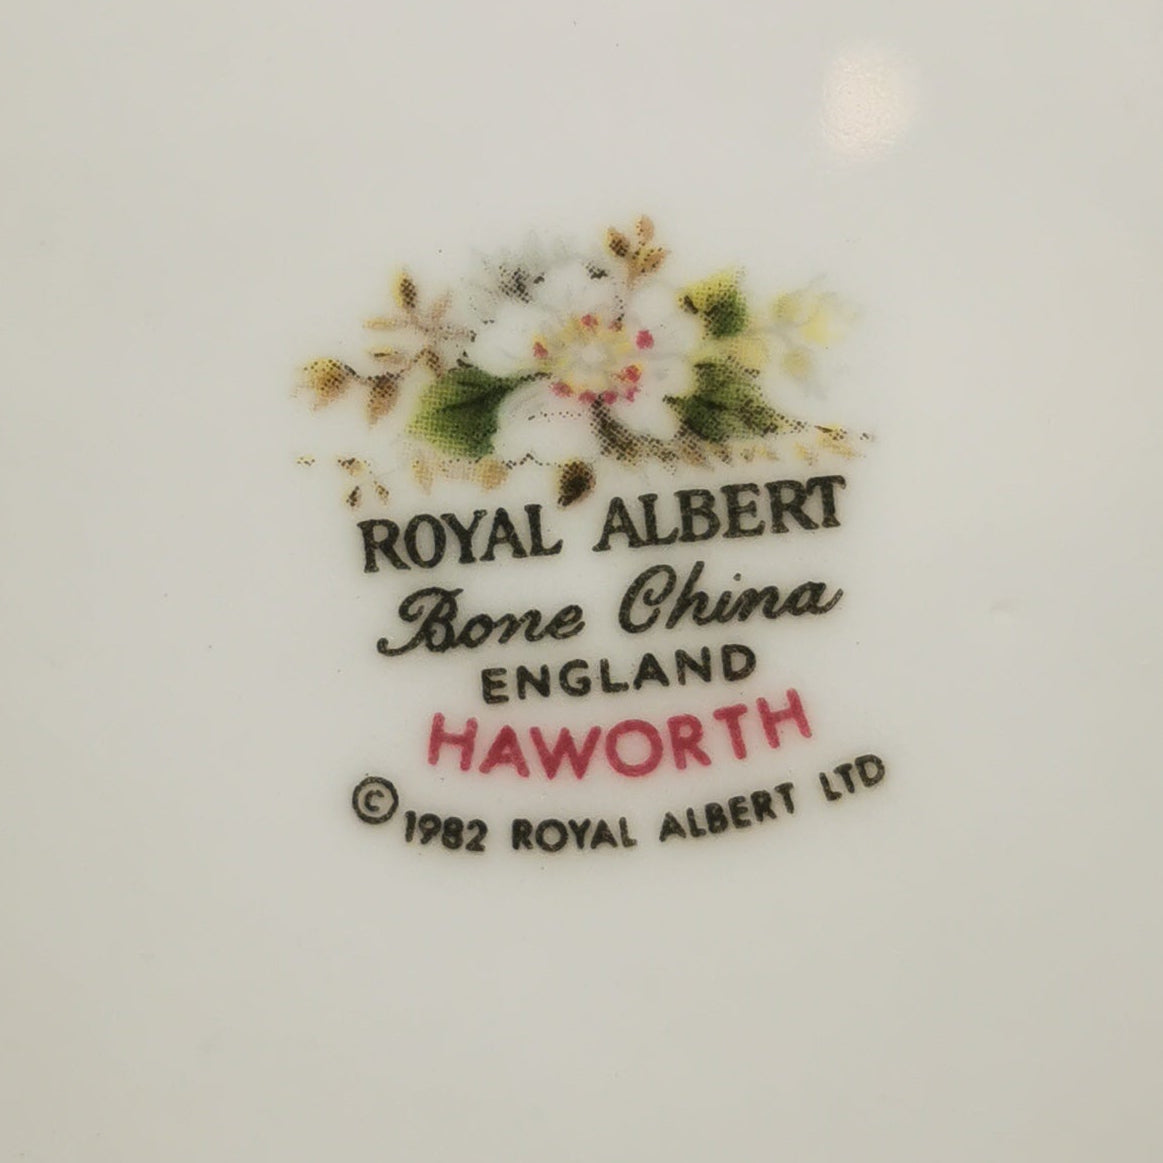 ROYAL ALBERT
Bone China
ENGLAND
HAWORTH
© 1982 ROYAL ALBERT LTD